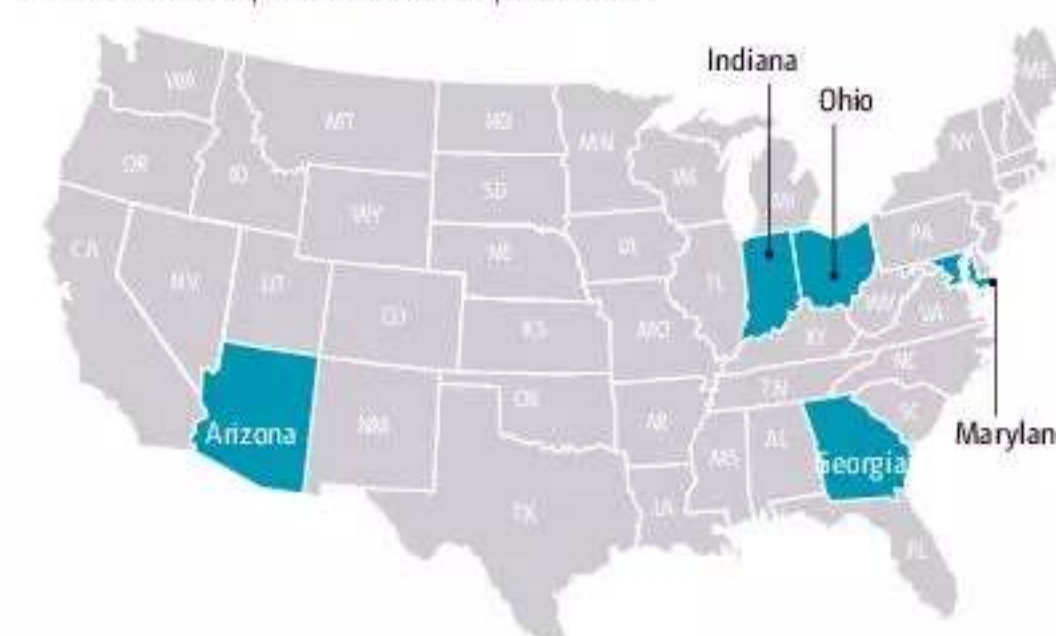 Indiana
Ohio
WA
ME
MT
ND
MN
NY
OR
ID
SD
WI
MI
WY
CA
NE
IA
PA
NV
UT
IL
CO
KS
MO
WV
VA
KY
NC
TN
OK
Arizona
NM
AR
SC
Marylan
MS
AL
Georgia
TX
LA
FL